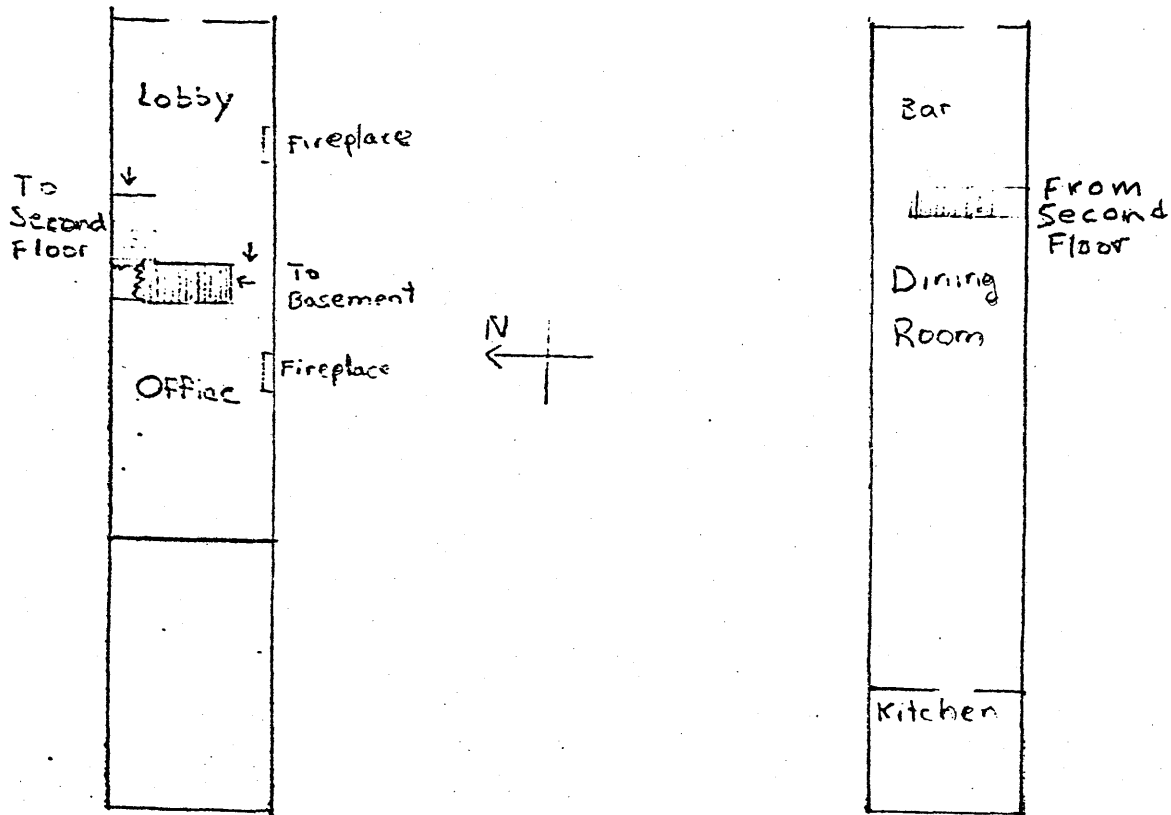 Lobby
Fireplace
To
Second
Floor
To
Basement
Fireplace
Office
N
Bar
From
Second
Floor
Dining
Room
Kitchen